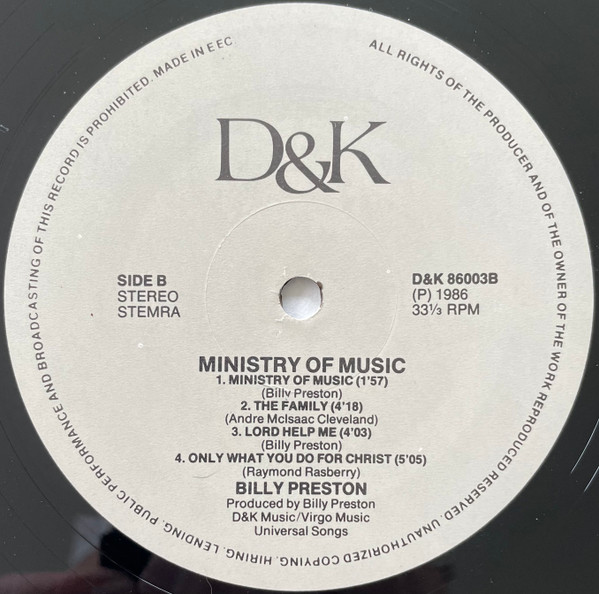 D&K
SIDE B
STEREO
STEMRA
D&K 86003B
(P) 1986
33⅓ RPM
MINISTRY OF MUSIC
1. MINISTRY OF MUSIC (1'57)
(Billy Preston)
2. THE FAMILY (4'18)
(Andre McIsaac Cleveland)
3. LORD HELP ME (4'03)
(Billy Preston)
4. ONLY WHAT YOU DO FOR CHRIST (5'05)
(Raymond Rasberry)
BILLY PRESTON
Produced by Billy Preston
D&K Music/Virgo Music
Universal Songs
ALL RIGHTS OF THE PRODUCER AND OF THE OWNER OF THE WORK REPRODUCED RESERVED. UNAUTHORIZED COPYING. HIRING. LENDING. PUBLIC PERFORMANCE AND BROADCASTING OF THIS RECORD IS PROHIBITED. MADE IN EEC